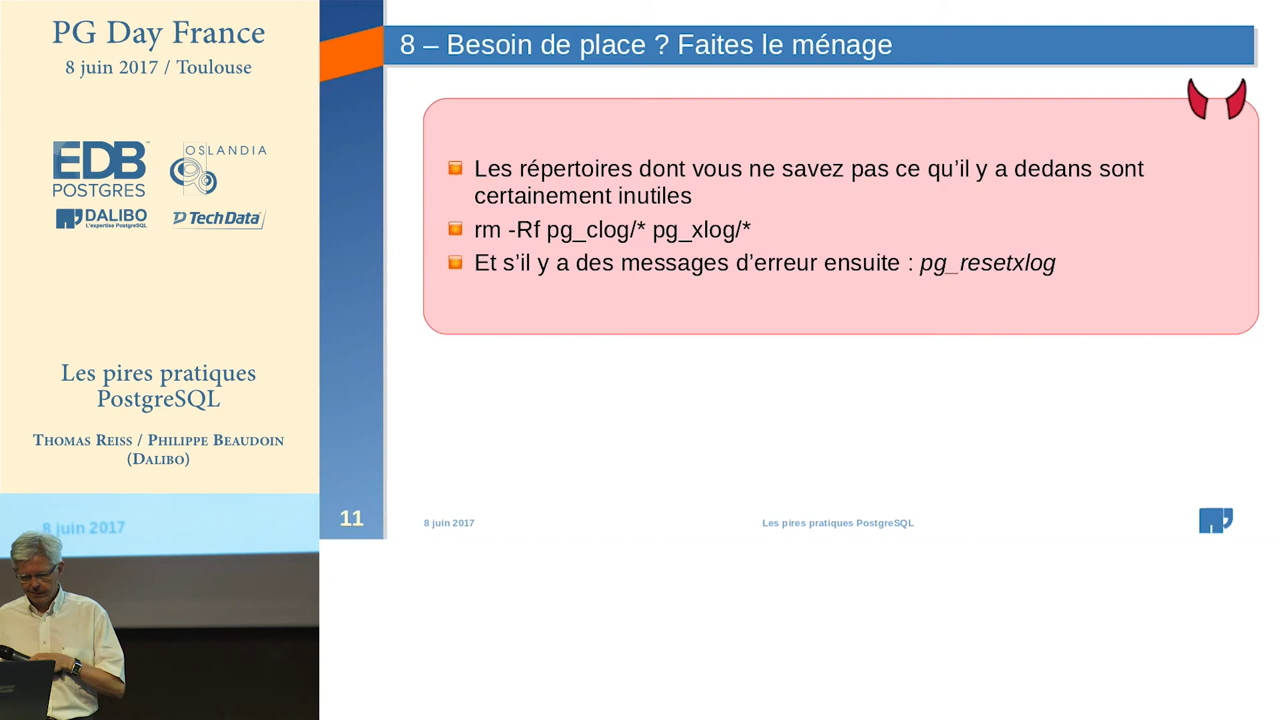 PG Day France
8 juin 2017 / Toulouse
EDB
POSTGRES
OSLANDIA
DALIBO
L'expertise PostgreSQL
TechData
Les pires pratiques
PostgreSQL
Thomas Reiss / Philippe Beaudoin
(Dalibo)
8 juin 2017
8 – Besoin de place ? Faites le ménage
Les répertoires dont vous ne savez pas ce qu’il y a dedans sont
certainement inutiles
rm -Rf pg_clog/* pg_xlog/*
Et s’il y a des messages d’erreur ensuite : pg_resetxlog
11
8 juin 2017
Les pires pratiques PostgreSQL